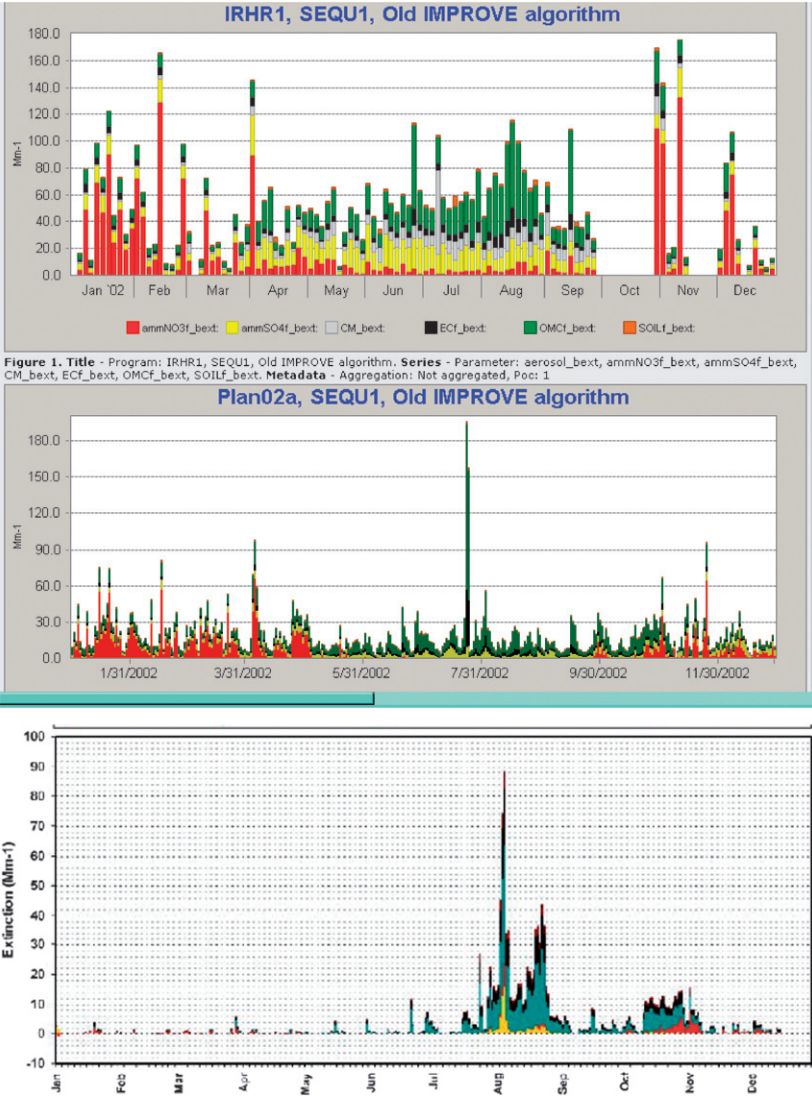 IRHR1, SEQU1, Old IMPROVE algorithm
180.0
160.0
140.0
120.0
100.0
80.0
60.0
40.0
20.0
0.0
Mm-1
Jan '02 Feb Mar Apr May Jun Jul Aug Sep Oct Nov Dec
ammNO3f_bext: ammSO4f_bext: CM_bext: ECf_bext: OMCf_bext: SOILf_bext:
Figure 1. Title - Program: IRHR1, SEQU1, Old IMPROVE algorithm. Series - Parameter: aerosol_bext, ammNO3f_bext, ammSO4f_bext,
CM_bext, ECf_bext, OMCf_bext, SOILf_bext. Metadata - Aggregation: Not aggregated, Poc: 1
Plan02a, SEQU1, Old IMPROVE algorithm
180.0
150.0
120.0
90.0
60.0
30.0
0.0
Mm-1
1/31/2002 3/31/2002 5/31/2002 7/31/2002 9/30/2002 11/30/2002
100
90
80
70
60
50
40
30
20
10
0
-10
Extinction (Mm-1)
Jan Feb Mar Apr May Jun Jul Aug Sep Oct Nov Dec